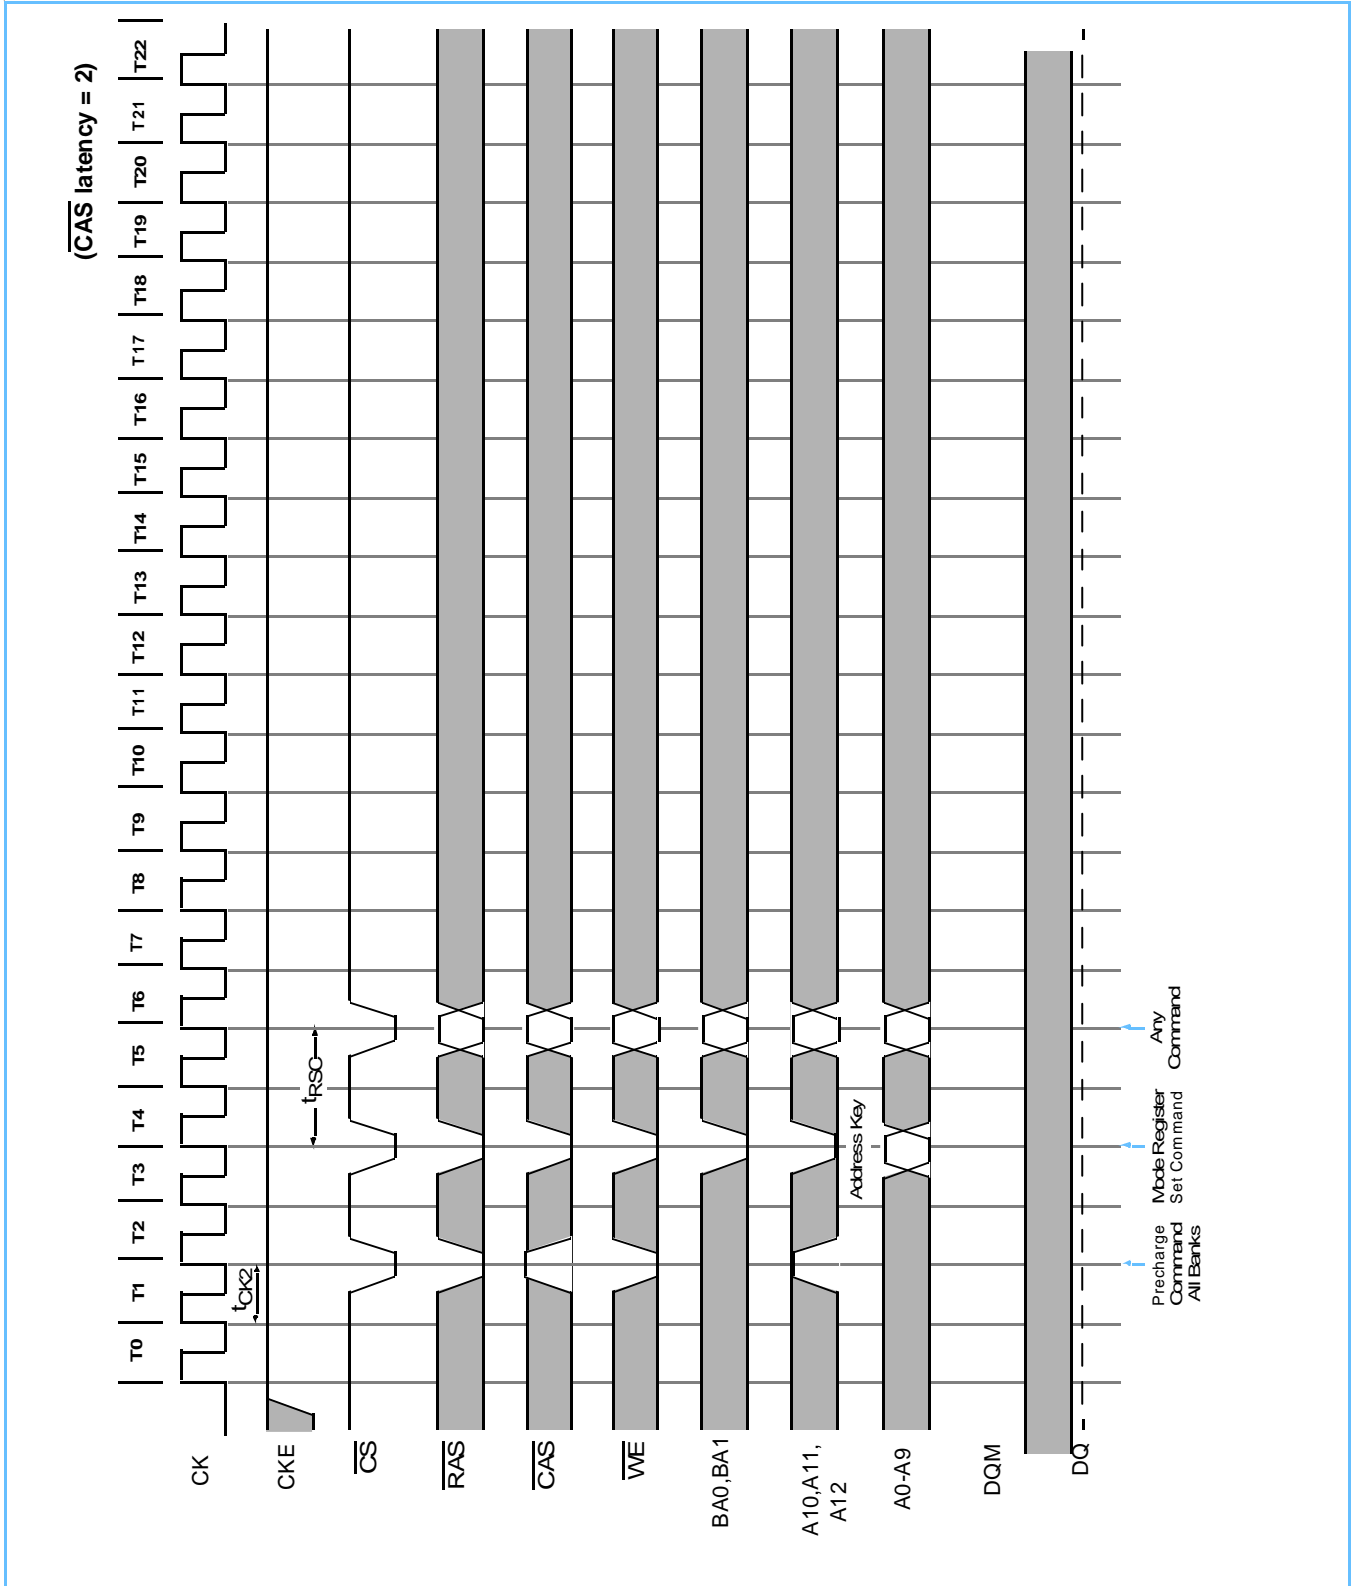 (CAS latency = 2)
T0 T1 T2 T3 T4 T5 T6 T7 T8 T9 T10 T11 T12 T13 T14 T15 T16 T17 T18 T19 T20 T21 T22
CK
tCK2
CKE
tRSC
CS
RAS
CAS
WE
BA0,BA1
A10,A11,
A12
Address Key
A0-A9
DQM
DQ
Precharge
Command
All Banks
Mode Register
Set Command
Any
Command